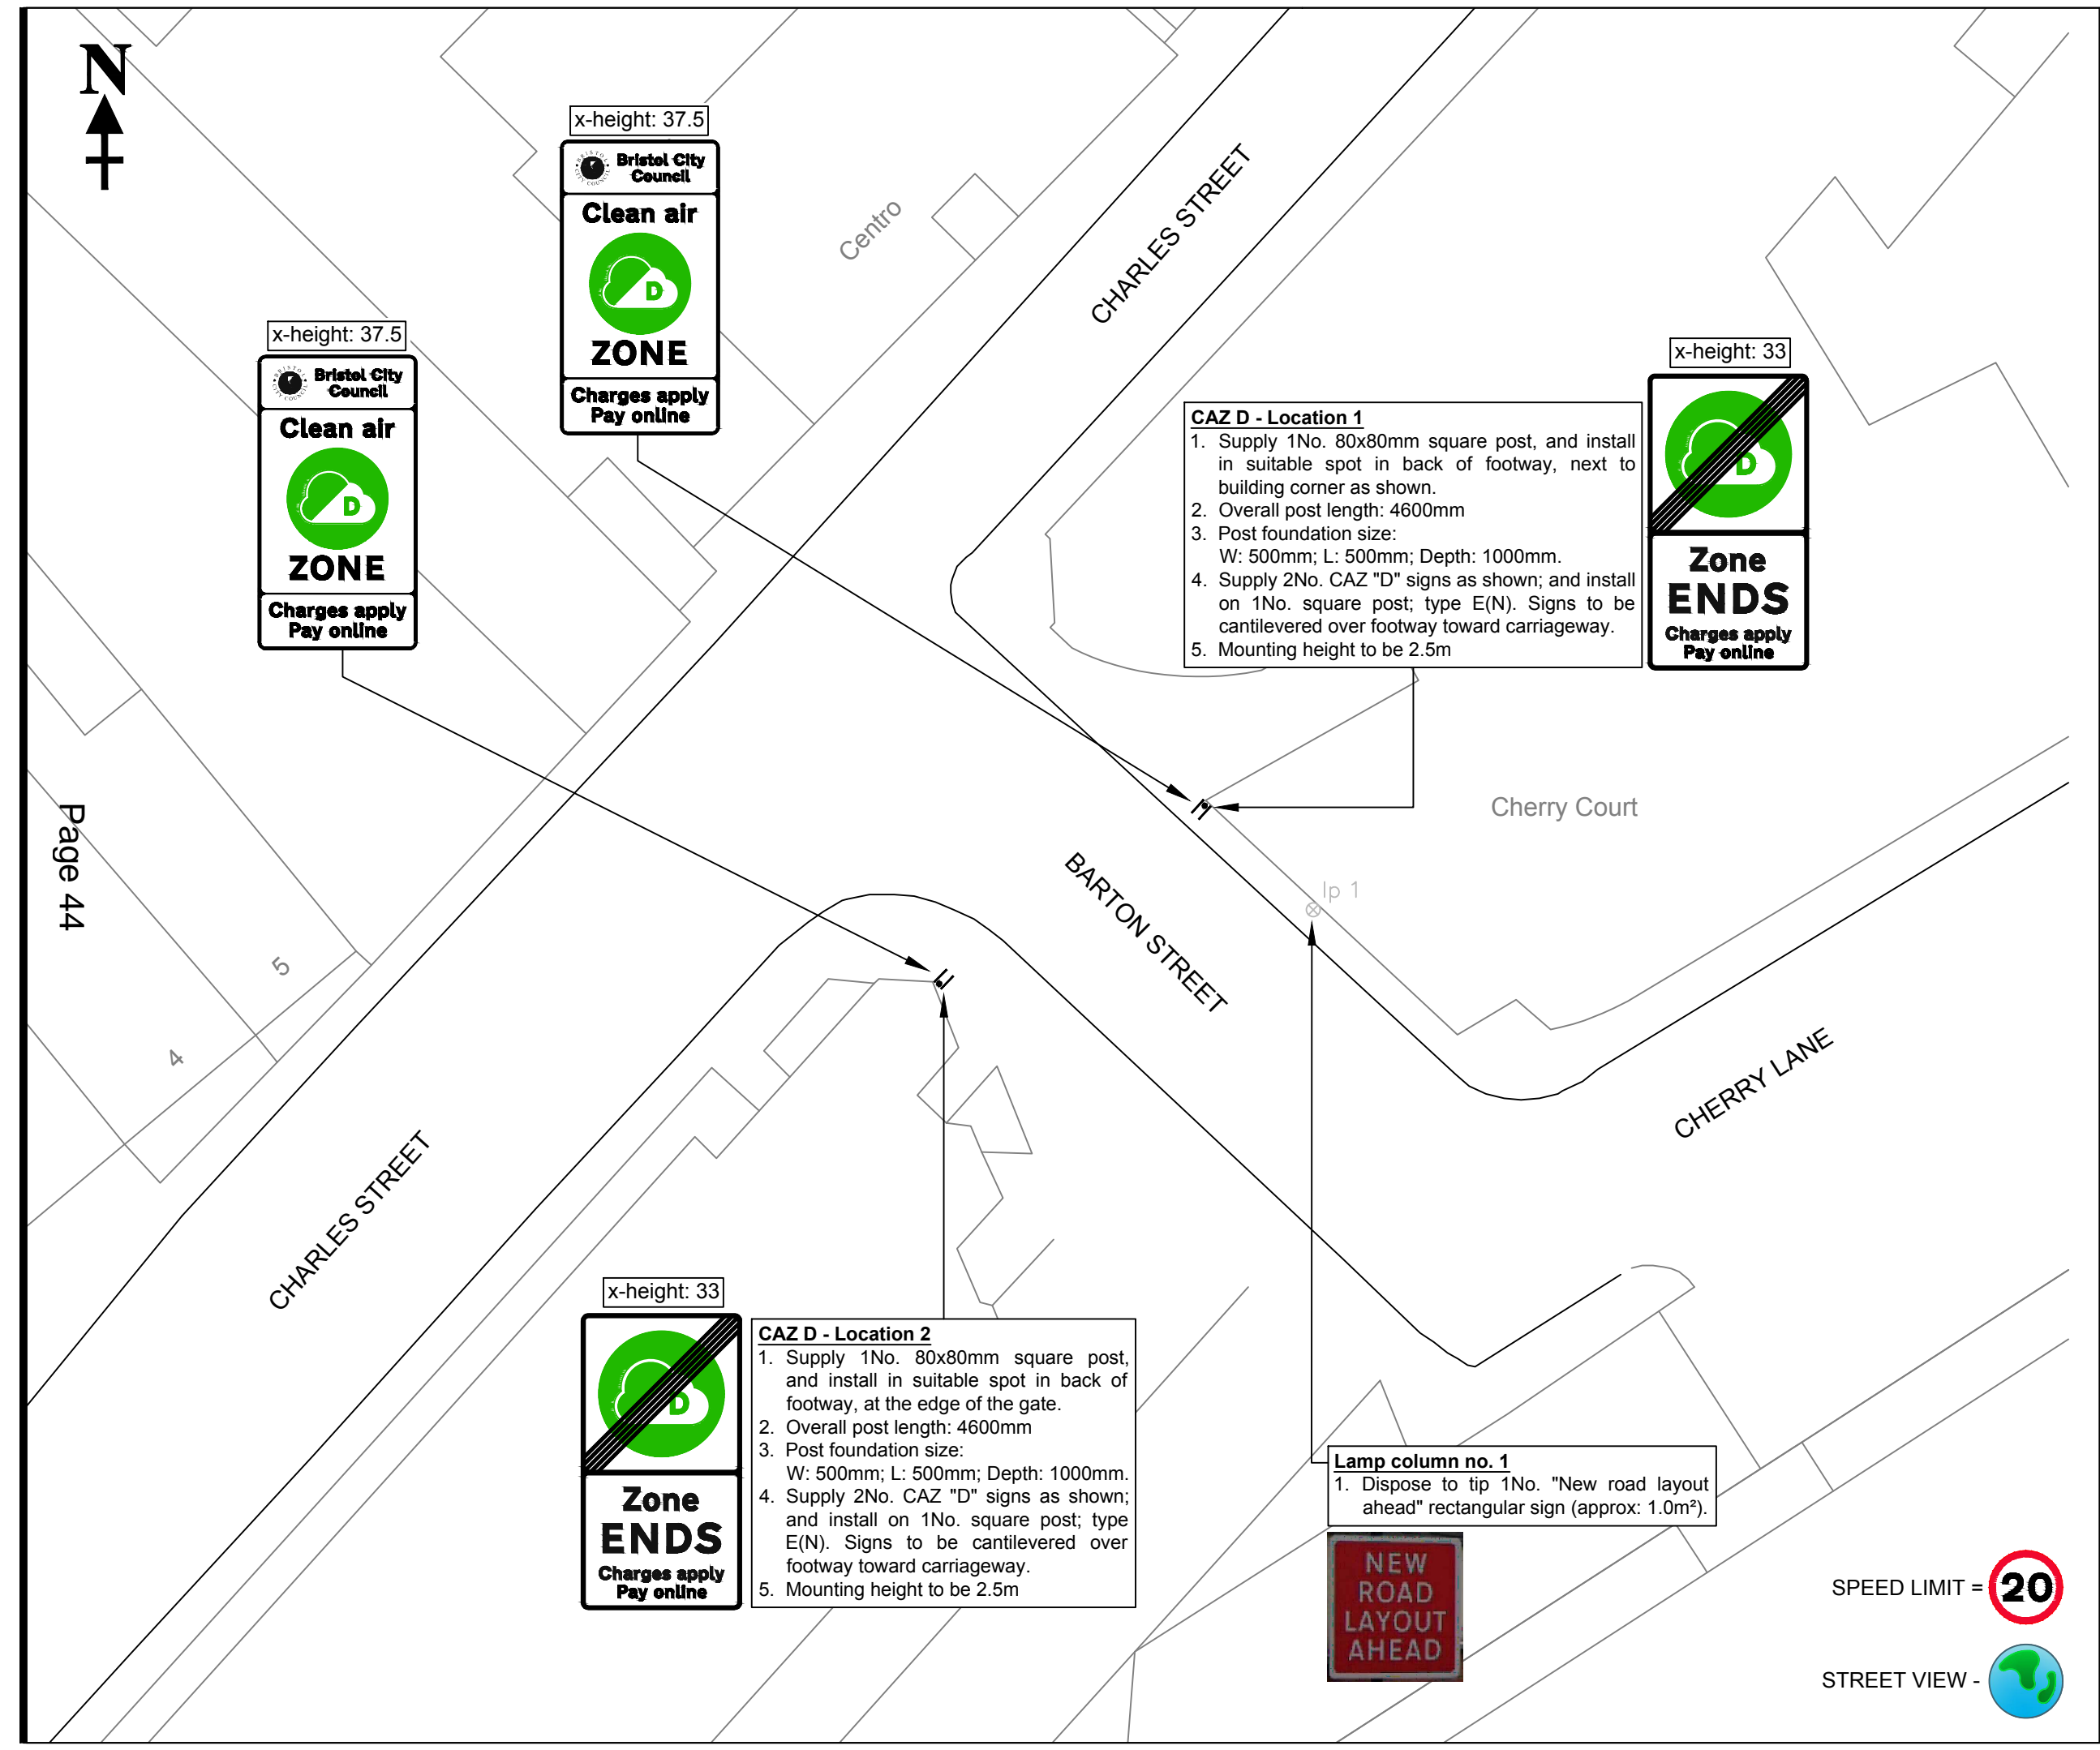 N
x-height: 37.5
Bristol City
Council
Clean air
D
ZONE
Charges apply
Pay online
x-height: 37.5
Bristol City
Council
Clean air
D
ZONE
Charges apply
Pay online
Centro
CHARLES STREET
x-height: 33
D
Zone
ENDS
Charges apply
Pay online
CAZ D - Location 1
1. Supply 1No. 80x80mm square post, and install
in suitable spot in back of footway, next to
building corner as shown.
2. Overall post length: 4600mm
3. Post foundation size:
W: 500mm; L: 500mm; Depth: 1000mm.
4. Supply 2No. CAZ "D" signs as shown; and install
on 1No. square post; type E(N). Signs to be
cantilevered over footway toward carriageway.
5. Mounting height to be 2.5m
Cherry Court
Page 44
BARTON STREET
lp 1
5
4
CHERRY LANE
CHARLES STREET
x-height: 33
D
Zone
ENDS
Charges apply
Pay online
CAZ D - Location 2
1. Supply 1No. 80x80mm square post,
and install in suitable spot in back of
footway, at the edge of the gate.
2. Overall post length: 4600mm
3. Post foundation size:
W: 500mm; L: 500mm; Depth: 1000mm.
4. Supply 2No. CAZ "D" signs as shown;
and install on 1No. square post; type
E(N). Signs to be cantilevered over
footway toward carriageway.
5. Mounting height to be 2.5m
Lamp column no. 1
1. Dispose to tip 1No. "New road layout
ahead" rectangular sign (approx: 1.0m²).
NEW
ROAD
LAYOUT
AHEAD
SPEED LIMIT = 20
STREET VIEW -